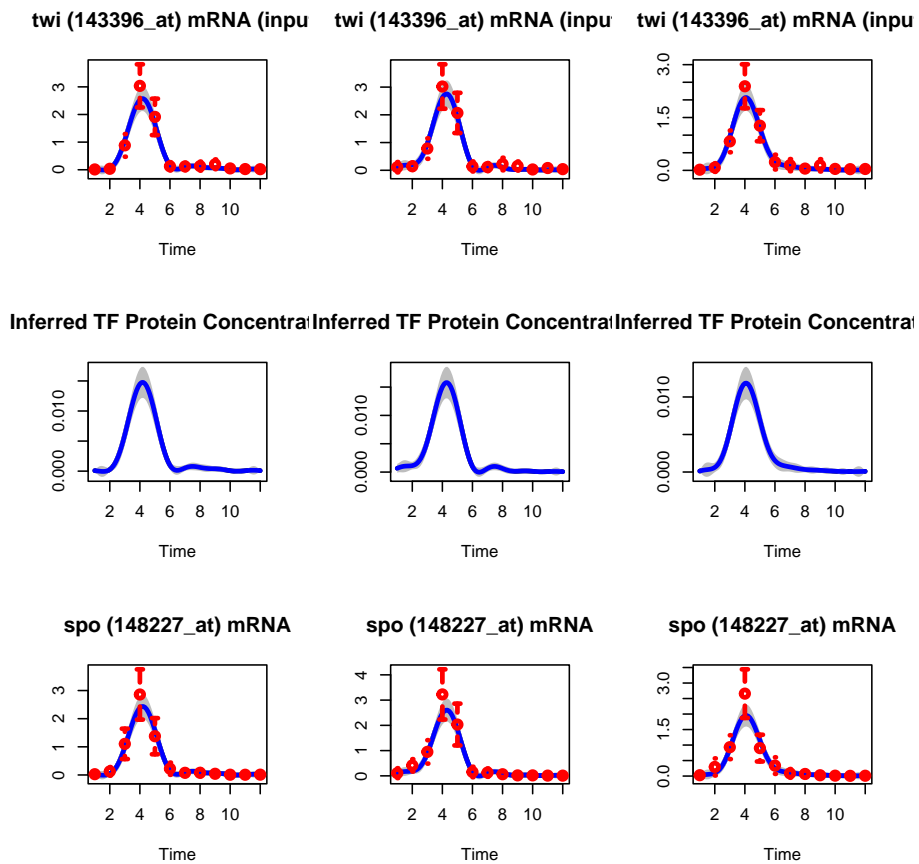 twi (143396_at) mRNA (inpu
3
2
1
0
2 4 6 8 10
Time
twi (143396_at) mRNA (inpu
3
2
1
0
2 4 6 8 10
Time
twi (143396_at) mRNA (inpu
3.0
1.5
0.0
2 4 6 8 10
Time
Inferred TF Protein Concentrat
0.010
0.000
2 4 6 8 10
Time
Inferred TF Protein Concentrat
0.010
0.000
2 4 6 8 10
Time
Inferred TF Protein Concentrat
0.010
0.000
2 4 6 8 10
Time
spo (148227_at) mRNA
3
2
1
0
2 4 6 8 10
Time
spo (148227_at) mRNA
4
3
2
1
0
2 4 6 8 10
Time
spo (148227_at) mRNA
3.0
1.5
0.0
2 4 6 8 10
Time